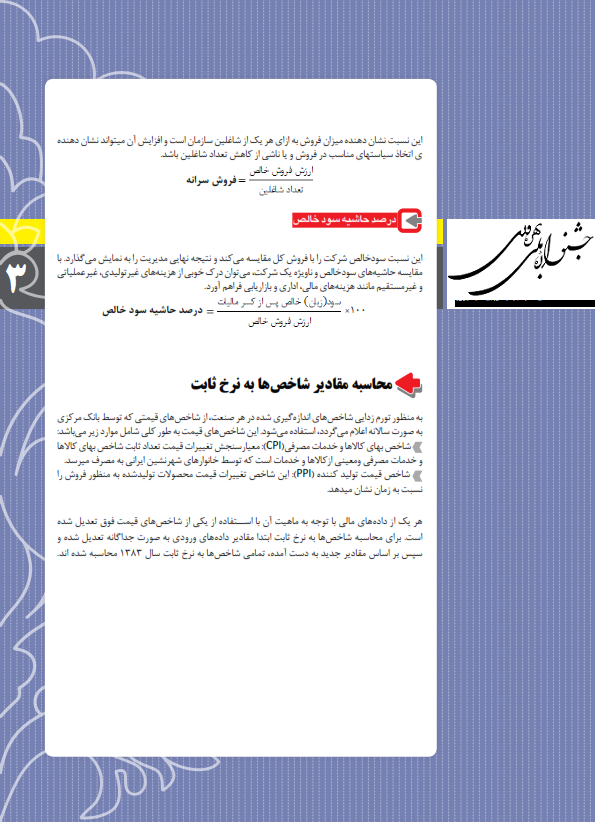 این نسبت نشان دهنده میزان فروش به ازای هر یک از شاغلین سازمان است و افزایش آن میتواند نشان دهنده
ی اتخاذ سیاستهای مناسب در فروش و یا ناشی از کاهش تعداد شاغلین باشد.
ارزش فروش خالص
فروش سرانه =
تعداد شاغلین
درصد حاشیه سود خالص
این نسبت سودخالص شرکت را با فروش کل مقایسه می‌کند و نتیجه نهایی مدیریت را به نمایش می‌گذارد. با
مقایسه حاشیه‌های سودخالص و ناویژه یک شرکت، می‌توان درک خوبی از هزینه‌های غیرتولیدی، غیرعملیاتی
و غیرمستقیم مانند هزینه‌های مالی، اداری و بازاریابی فراهم آورد.
سود(زیان) خالص پس از کسر مالیات
درصد حاشیه سود خالص = ×۱۰۰
ارزش فروش خالص
محاسبه مقادیر شاخص‌ها به نرخ ثابت
به منظور تورم زدایی شاخص‌های اندازه‌گیری شده در هر صنعت، از شاخص‌های قیمتی که توسط بانک مرکزی
به صورت سالانه اعلام می‌گردد، استفاده می‌شود. این شاخص‌های قیمت به طور کلی شامل موارد زیر می‌باشد:
شاخص بهای کالاها و خدمات مصرفی(CPI): معیارسنجش تغییرات قیمت تعداد ثابت شاخص بهای کالاها
و خدمات مصرفی ومعینی ازکالاها و خدمات است که توسط خانوارهای شهرنشین ایرانی به مصرف میرسد.
شاخص قیمت تولید کننده (PPI): این شاخص تغییرات قیمت محصولات تولیدشده به منظور فروش را
نسبت به زمان نشان میدهد.
هر یک از داده‌های مالی با توجه به ماهیت آن با اســـتفاده از یکی از شاخص‌های قیمت فوق تعدیل شده
است. برای محاسبه شاخص‌ها به نرخ ثابت ابتدا مقادیر داده‌های ورودی به صورت جداگانه تعدیل شده و
سپس بر اساس مقادیر جدید به دست آمده، تمامی شاخص‌ها به نرخ ثابت سال ۱۳۸۳ محاسبه شده اند.
جشنواره ملی بهره‌وری
۳